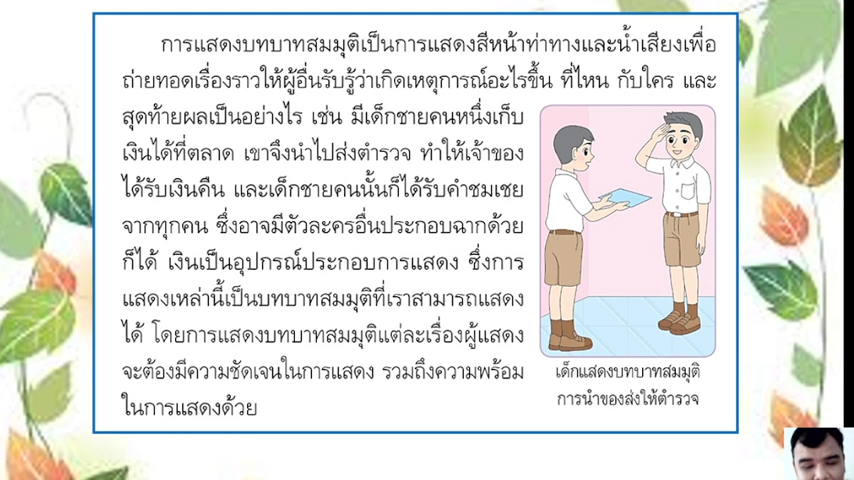 การแสดงบทบาทสมมุติเป็นการแสดงสีหน้าท่าทางและน้ำเสียงเพื่อ
ถ่ายทอดเรื่องราวให้ผู้อื่นรับรู้ว่าเกิดเหตุการณ์อะไรขึ้น ที่ไหน กับใคร และ
สุดท้ายผลเป็นอย่างไร เช่น มีเด็กชายคนหนึ่งเก็บ
เงินได้ที่ตลาด เขาจึงนำไปส่งตำรวจ ทำให้เจ้าของ
ได้รับเงินคืน และเด็กชายคนนั้นก็ได้รับคำชมเชย
จากทุกคน ซึ่งอาจมีตัวละครอื่นประกอบฉากด้วย
ก็ได้ เงินเป็นอุปกรณ์ประกอบการแสดง ซึ่งการ
แสดงเหล่านี้เป็นบทบาทสมมุติที่เราสามารถแสดง
ได้ โดยการแสดงบทบาทสมมุติแต่ละเรื่องผู้แสดง
จะต้องมีความชัดเจนในการแสดง รวมถึงความพร้อม
ในการแสดงด้วย
เด็กแสดงบทบาทสมมุติ
การนำของส่งให้ตำรวจ